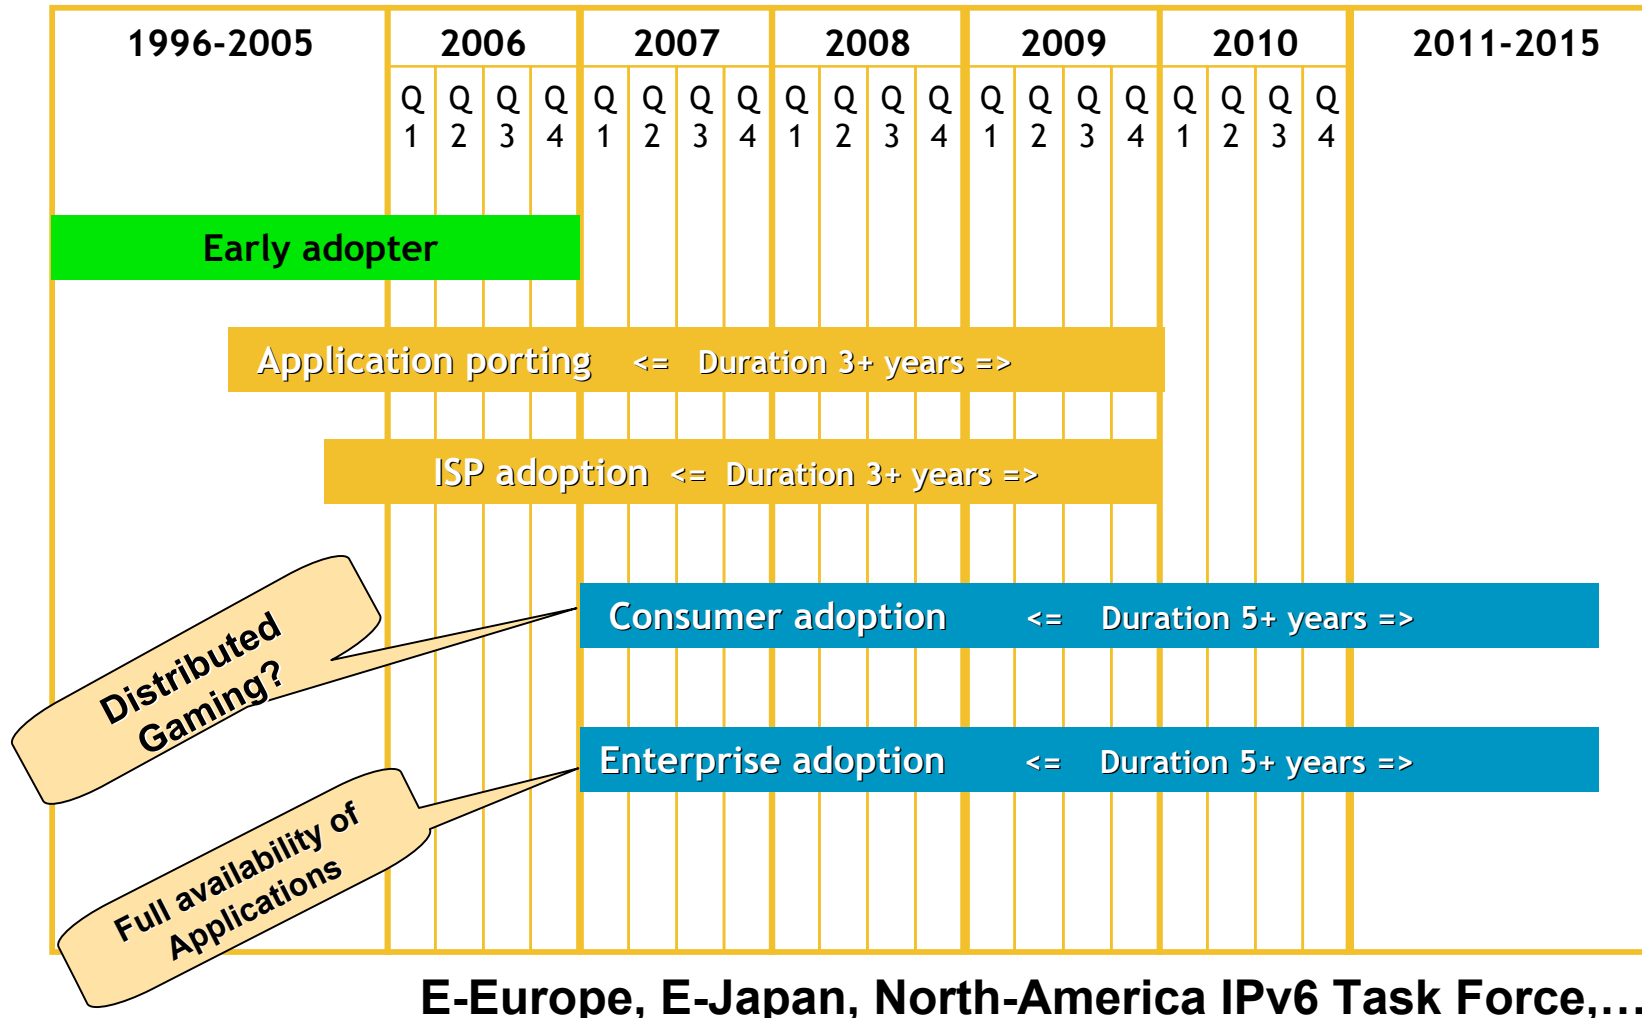 1996-2005 2006 2007 2008 2009 2010 2011-2015
Q Q Q Q Q Q Q Q Q Q Q Q Q Q Q Q Q Q Q Q
1 2 3 4 1 2 3 4 1 2 3 4 1 2 3 4 1 2 3 4
Early adopter
Application porting <= Duration 3+ years =>
ISP adoption <= Duration 3+ years =>
Distributed
Gaming?
Consumer adoption <= Duration 5+ years =>
Enterprise adoption <= Duration 5+ years =>
Full availability of
Applications
E-Europe, E-Japan, North-America IPv6 Task Force,...